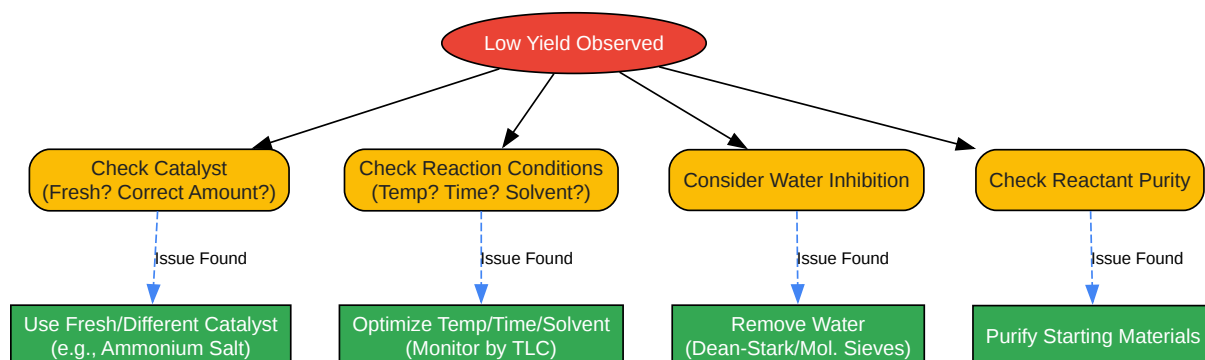 Low Yield Observed
Check Catalyst
(Fresh? Correct Amount?)
Check Reaction Conditions
(Temp? Time? Solvent?)
Consider Water Inhibition
Check Reactant Purity
Issue Found
Issue Found
Issue Found
Issue Found
Use Fresh/Different Catalyst
(e.g., Ammonium Salt)
Optimize Temp/Time/Solvent
(Monitor by TLC)
Remove Water
(Dean-Stark/Mol. Sieves)
Purify Starting Materials